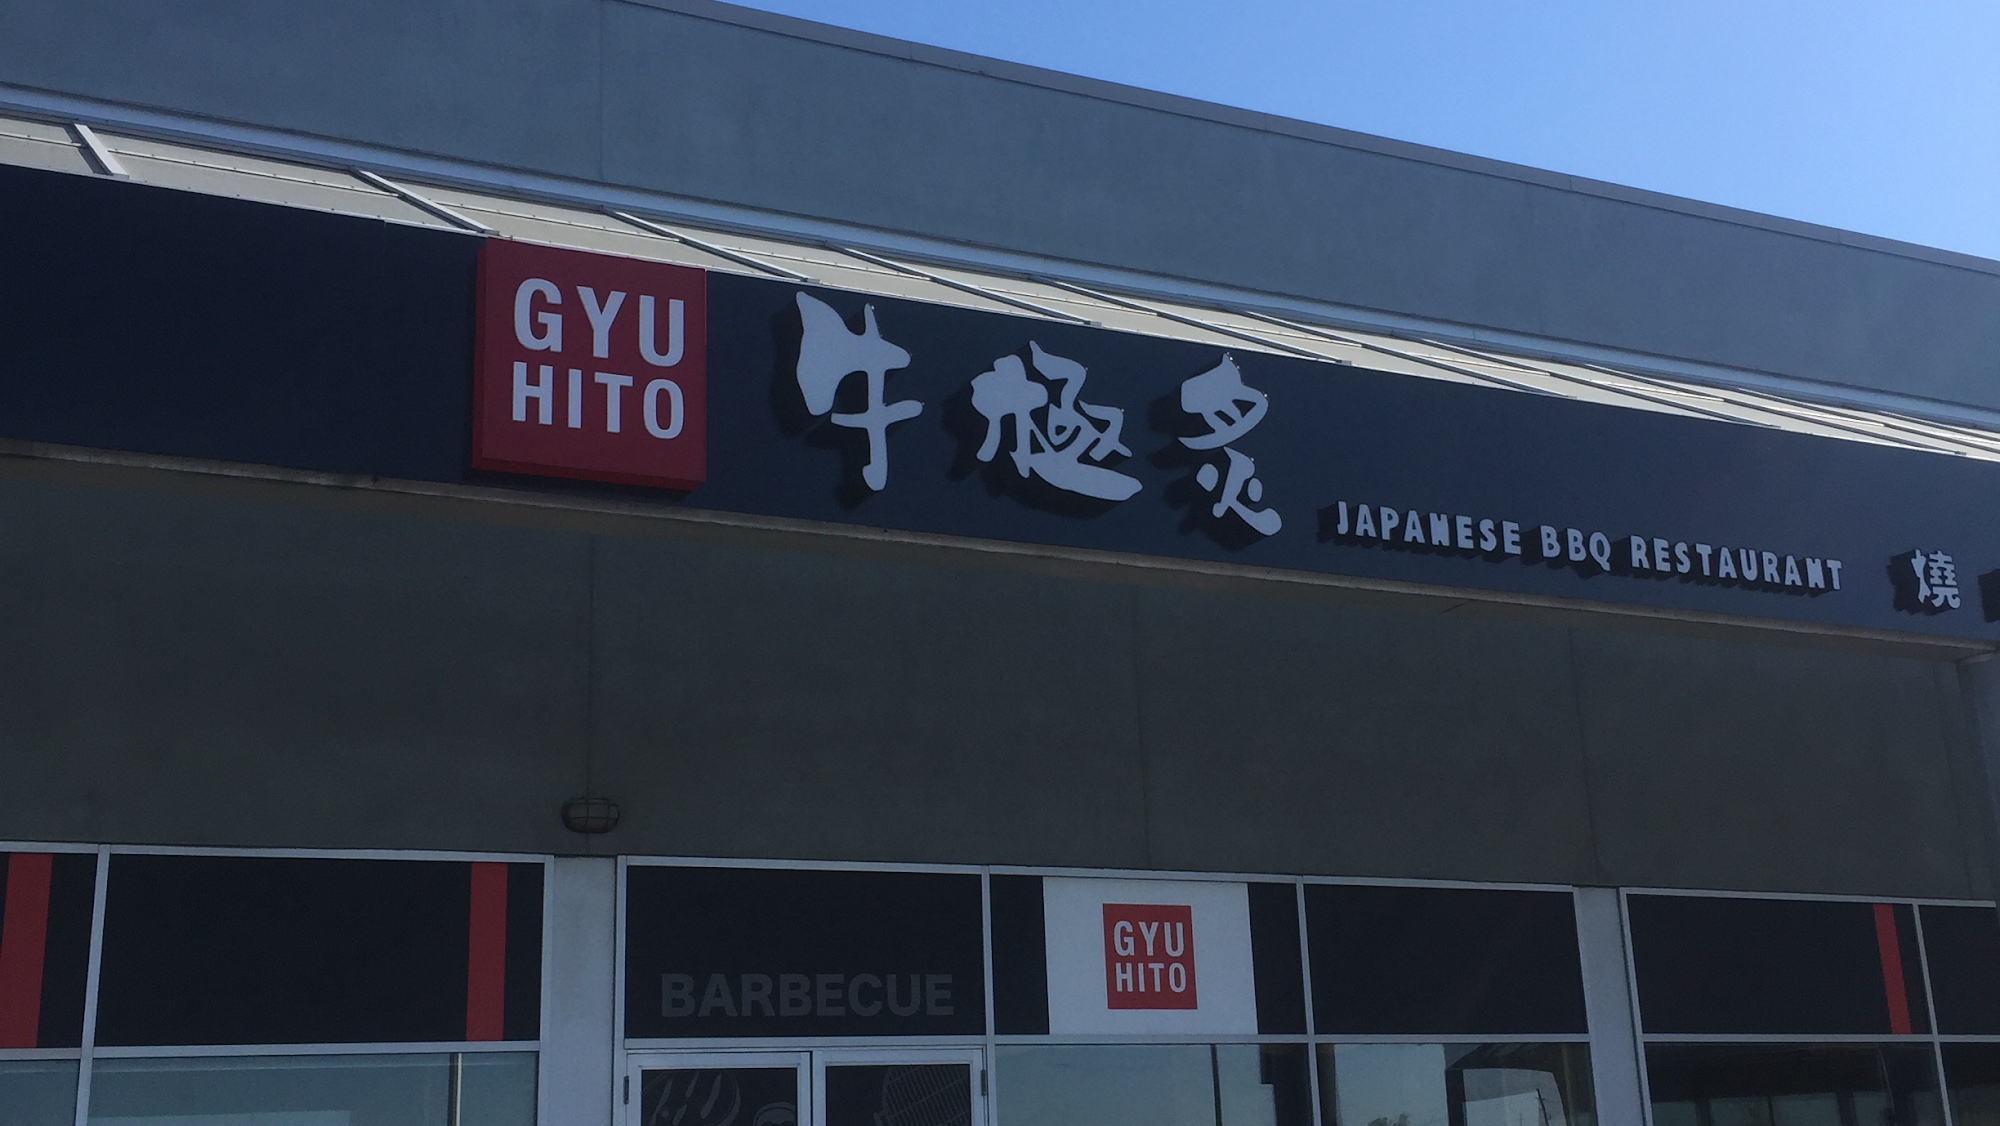 GYU
HITO
牛極炙
JAPANESE BBQ RESTAURANT
燒
BARBECUE
GYU
HITO